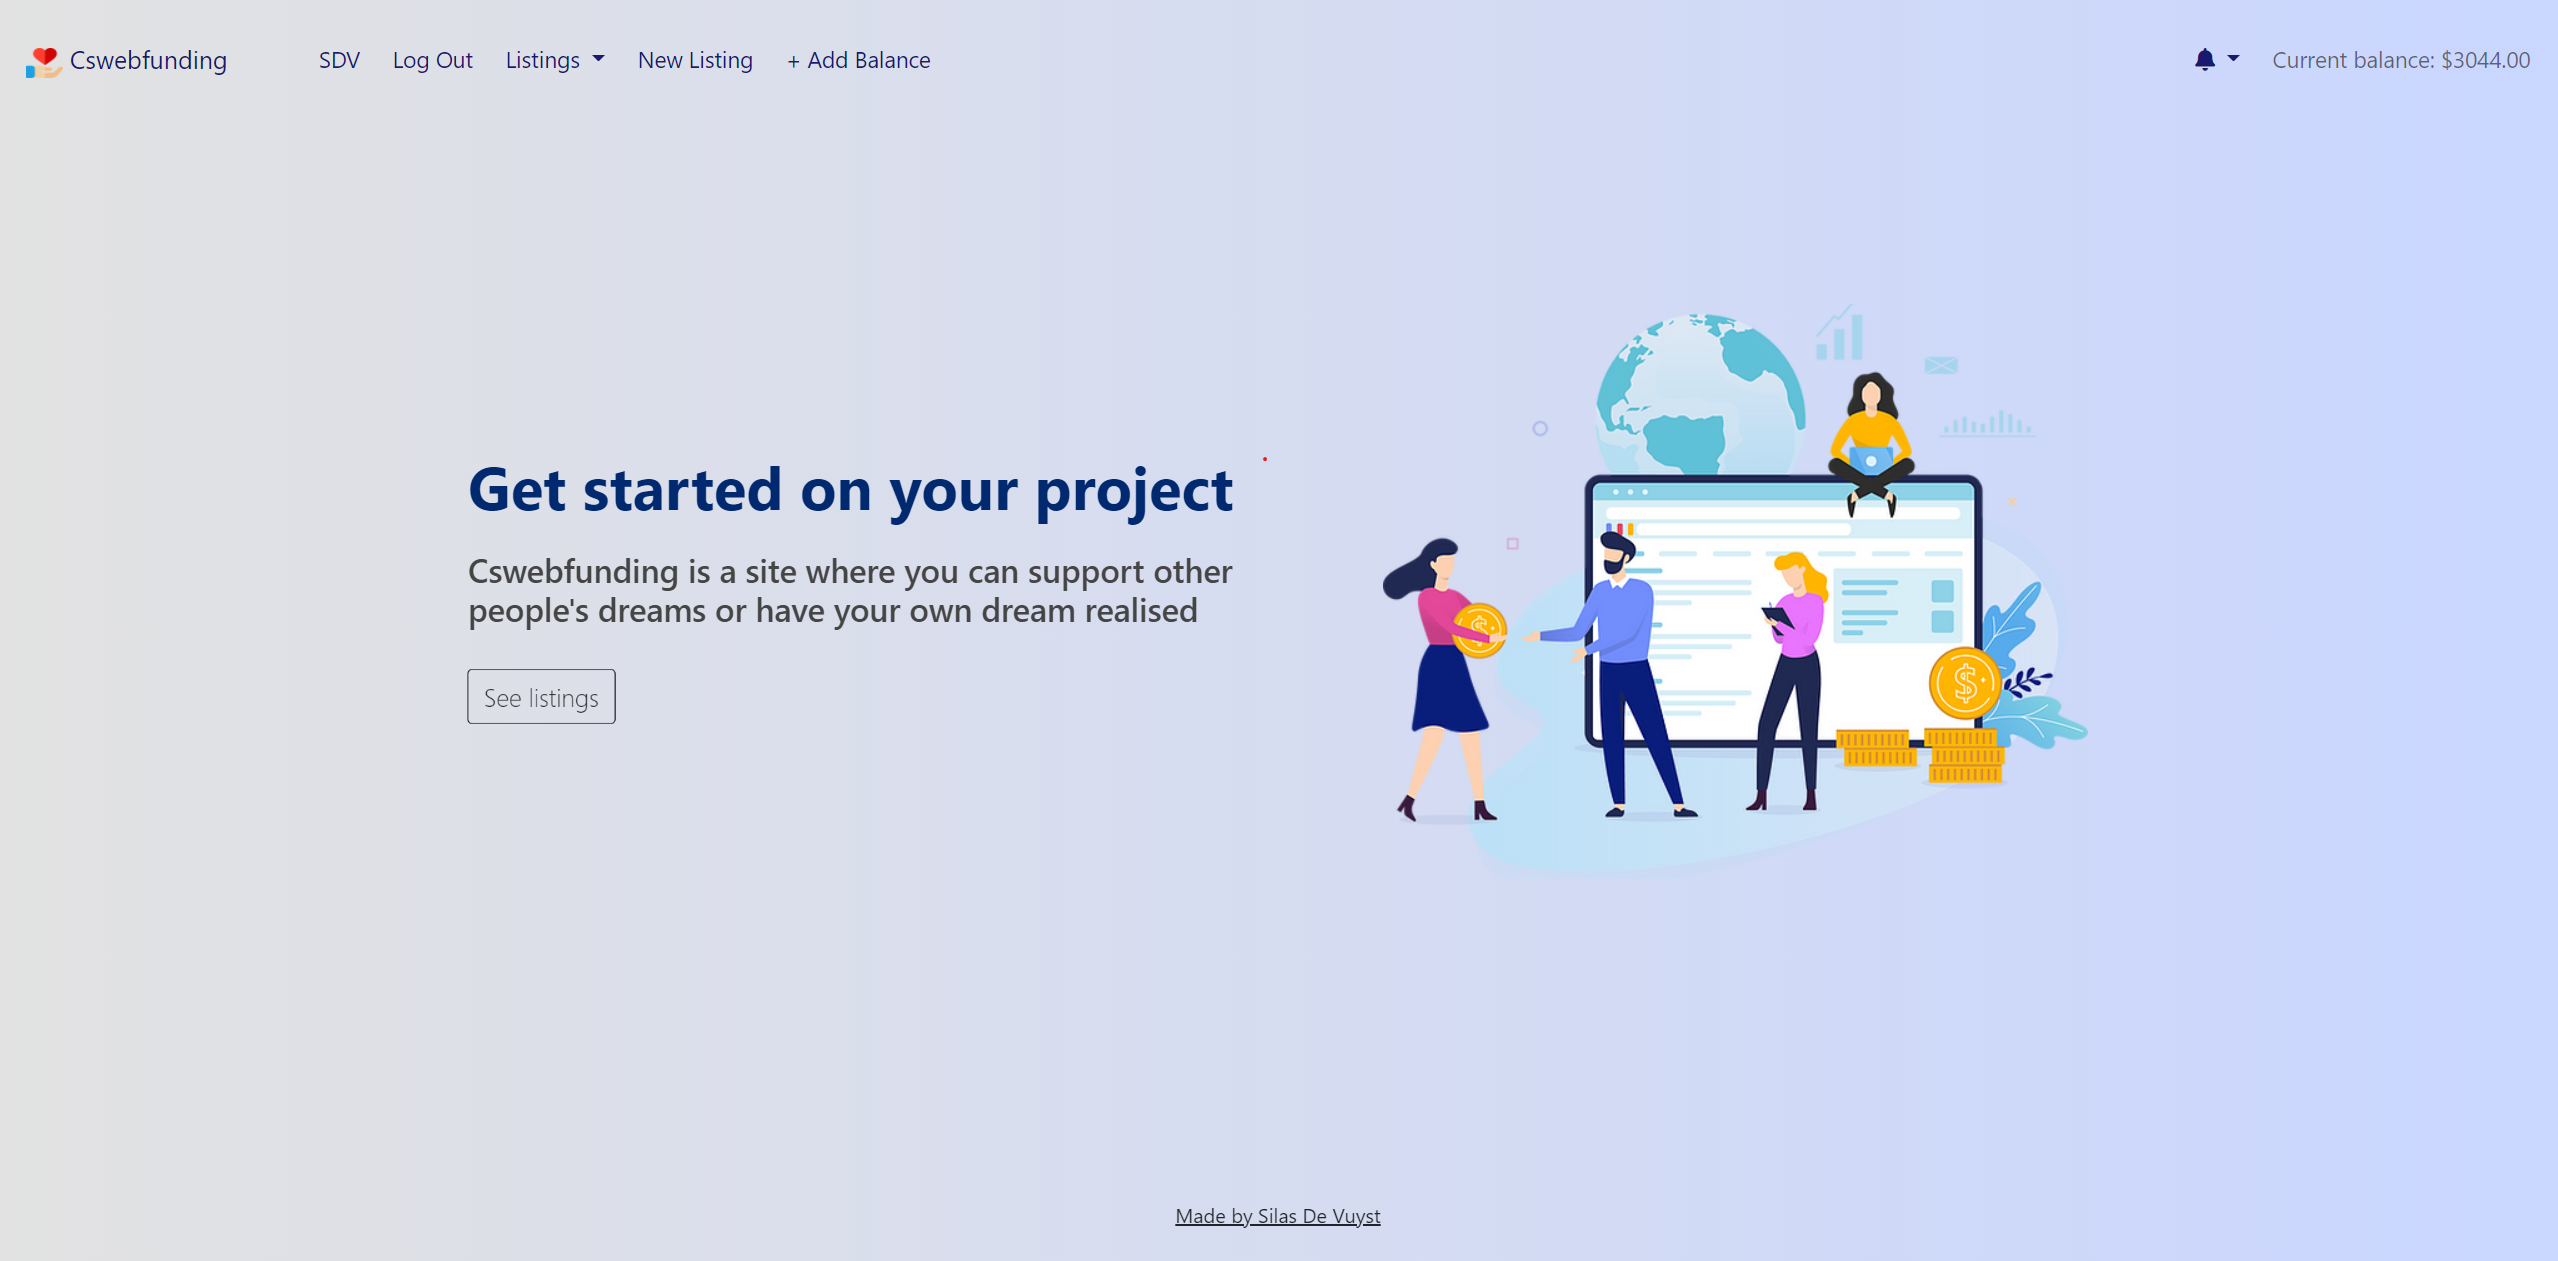 Cswebfunding SDV Log Out Listings New Listing + Add Balance Current balance: $3044.00
Get started on your project
Cswebfunding is a site where you can support other
people's dreams or have your own dream realised
See listings
Made by Silas De Vuyst